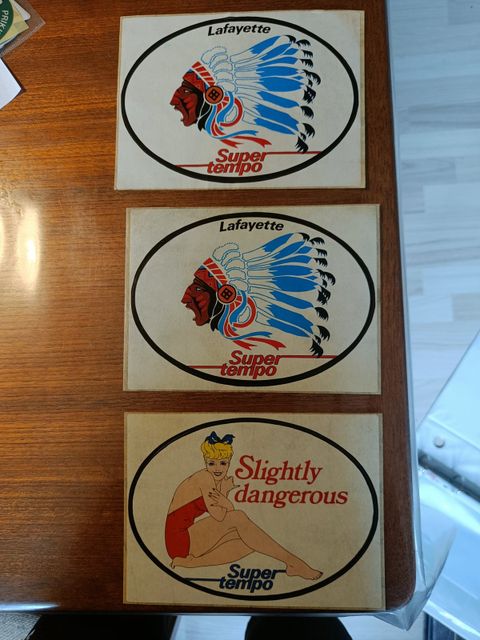 Lafayette
Super
tempo
Lafayette
Super
tempo
Slightly
dangerous
Super
tempo